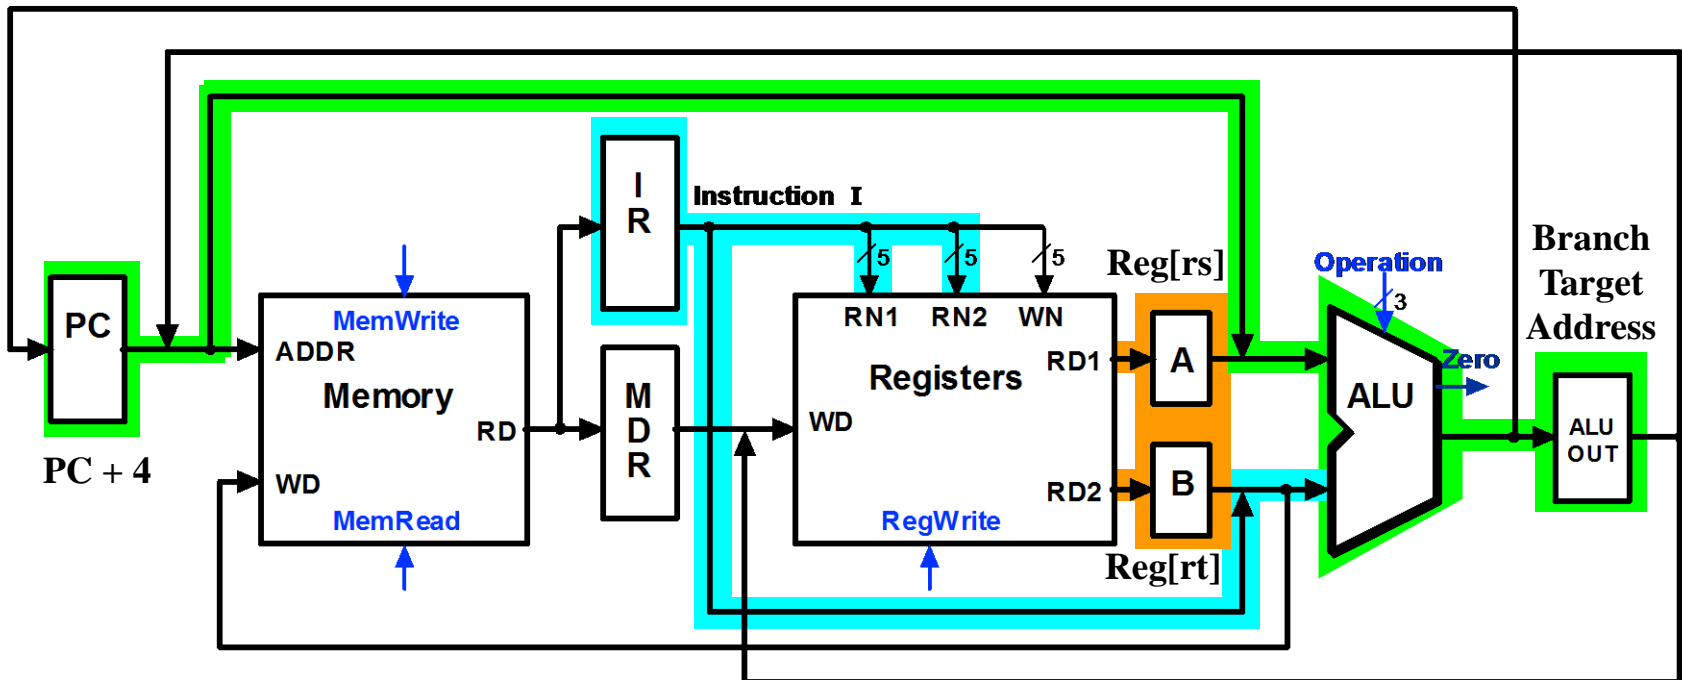 I
R
Instruction I
5
5
5
Reg[rs]
Operation
3
Branch
Target
Address
PC
MemWrite
ADDR
Memory
RD
WD
MemRead
PC + 4
M
D
R
RN1
RN2
WN
RD1
Registers
WD
RD2
RegWrite
A
B
Reg[rt]
Zero
ALU
ALU
OUT